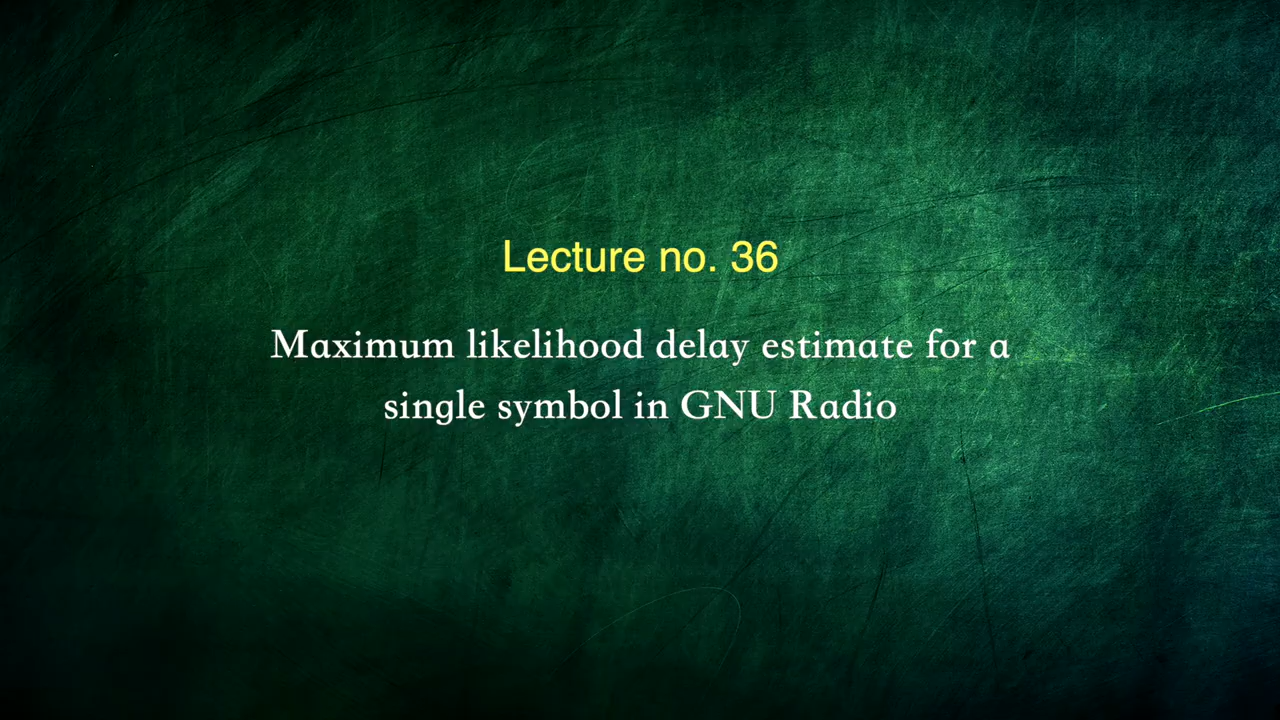 Lecture no. 36
Maximum likelihood delay estimate for a
single symbol in GNU Radio